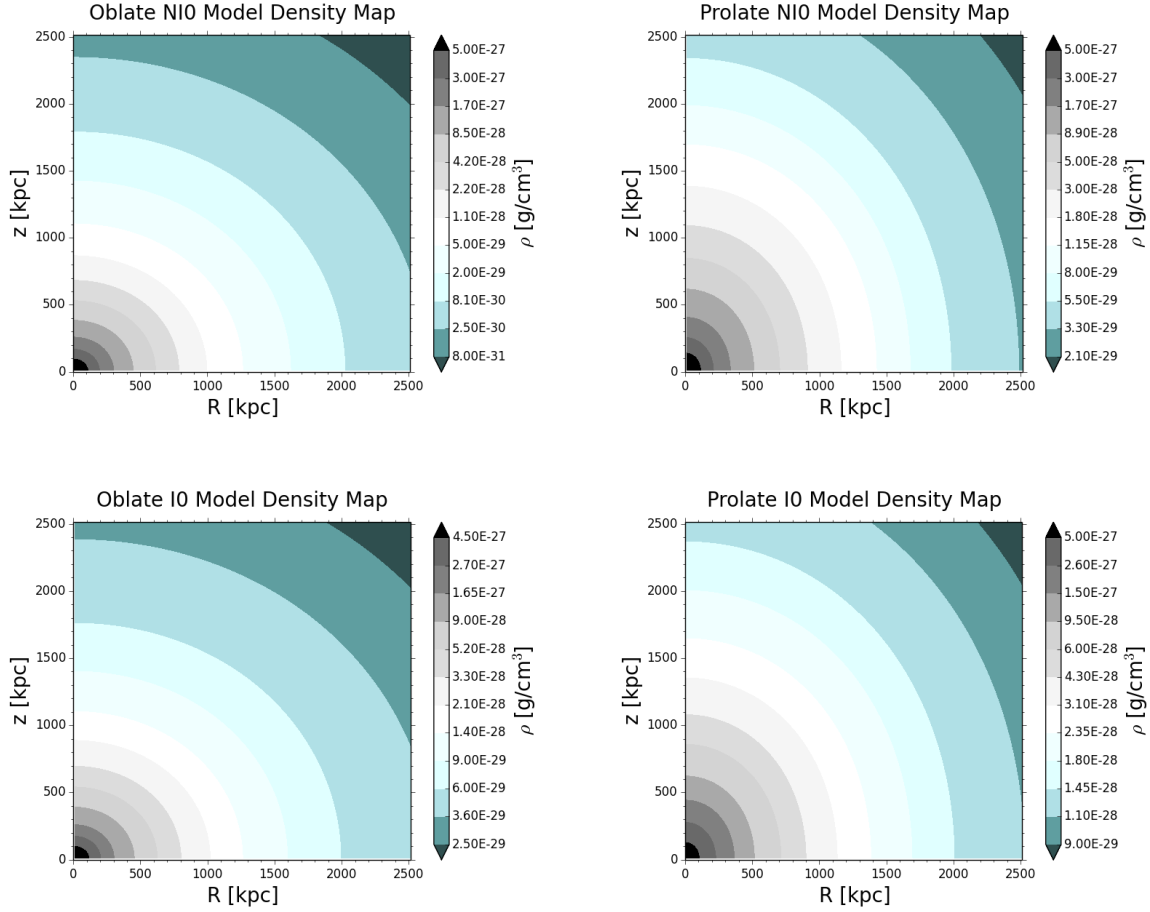 Oblate NI0 Model Density Map
2500
2000
1500
1000
500
0
z [kpc]
0 500 1000 1500 2000 2500
R [kpc]
5.00E-27
3.00E-27
1.70E-27
8.50E-28
4.20E-28
2.20E-28
1.10E-28
5.00E-29
2.00E-29
8.10E-30
2.50E-30
8.00E-31
ρ [g/cm³]
Prolate NI0 Model Density Map
2500
2000
1500
1000
500
0
z [kpc]
0 500 1000 1500 2000 2500
R [kpc]
5.00E-27
3.00E-27
1.70E-27
8.90E-28
5.00E-28
3.00E-28
1.80E-28
1.15E-28
8.00E-29
5.50E-29
3.30E-29
2.10E-29
ρ [g/cm³]
Oblate I0 Model Density Map
2500
2000
1500
1000
500
0
z [kpc]
0 500 1000 1500 2000 2500
R [kpc]
4.50E-27
2.70E-27
1.65E-27
9.00E-28
5.20E-28
3.30E-28
2.10E-28
1.40E-28
9.00E-29
6.00E-29
3.60E-29
2.50E-29
ρ [g/cm³]
Prolate I0 Model Density Map
2500
2000
1500
1000
500
0
z [kpc]
0 500 1000 1500 2000 2500
R [kpc]
5.00E-27
2.60E-27
1.50E-27
9.50E-28
6.00E-28
4.30E-28
3.10E-28
2.35E-28
1.80E-28
1.45E-28
1.10E-28
9.00E-29
ρ [g/cm³]